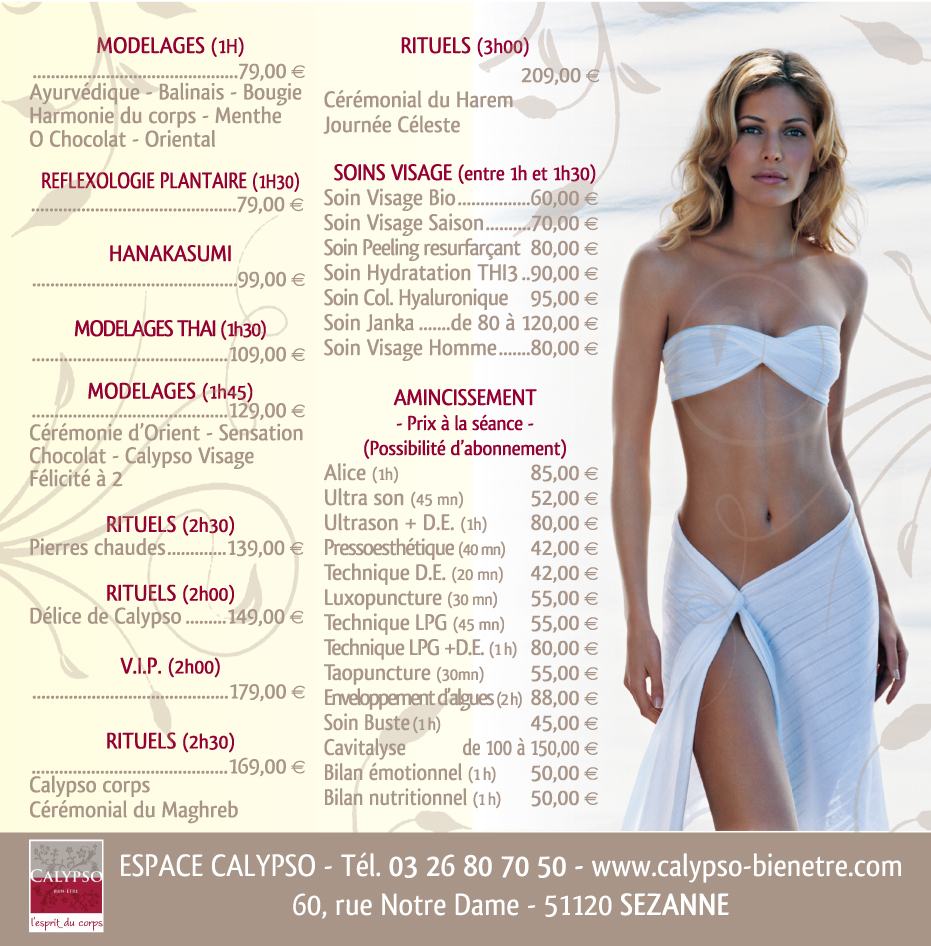 MODELAGES (1H)
..........................................79,00 €
Ayurvédique - Balinais - Bougie
Harmonie du corps - Menthe
O Chocolat - Oriental
REFLEXOLOGIE PLANTAIRE (1H30)
..........................................79,00 €
HANAKASUMI
..........................................99,00 €
MODELAGES THAI (1h30)
........................................109,00 €
MODELAGES (1h45)
........................................129,00 €
Cérémonie d'Orient - Sensation
Chocolat - Calypso Visage
Félicité à 2
RITUELS (2h30)
Pierres chaudes............139,00 €
RITUELS (2h00)
Délice de Calypso .........149,00 €
V.I.P. (2h00)
........................................179,00 €
RITUELS (2h30)
........................................169,00 €
Calypso corps
Cérémonial du Maghreb
RITUELS (3h00)
209,00 €
Cérémonial du Harem
Journée Céleste
SOINS VISAGE (entre 1h et 1h30)
Soin Visage Bio...............60,00 €
Soin Visage Saison..........70,00 €
Soin Peeling resurfarçant 80,00 €
Soin Hydratation THI3 ..90,00 €
Soin Col. Hyaluronique 95,00 €
Soin Janka .......de 80 à 120,00 €
Soin Visage Homme.......80,00 €
AMINCISSEMENT
- Prix à la séance -
(Possibilité d'abonnement)
Alice (1h) 85,00 €
Ultra son (45 mn) 52,00 €
Ultrason + D.E. (1h) 80,00 €
Pressoesthétique (40 mn) 42,00 €
Technique D.E. (20 mn) 42,00 €
Luxopuncture (30 mn) 55,00 €
Technique LPG (45 mn) 55,00 €
Technique LPG +D.E. (1 h) 80,00 €
Taopuncture (30mn) 55,00 €
Enveloppement d'algues (2 h) 88,00 €
Soin Buste (1 h) 45,00 €
Cavitalyse de 100 à 150,00 €
Bilan émotionnel (1 h) 50,00 €
Bilan nutritionnel (1 h) 50,00 €
CALYPSO
BIEN-ETRE
l'esprit du corps
ESPACE CALYPSO - Tél. 03 26 80 70 50 - www.calypso-bienetre.com
60, rue Notre Dame - 51120 SEZANNE